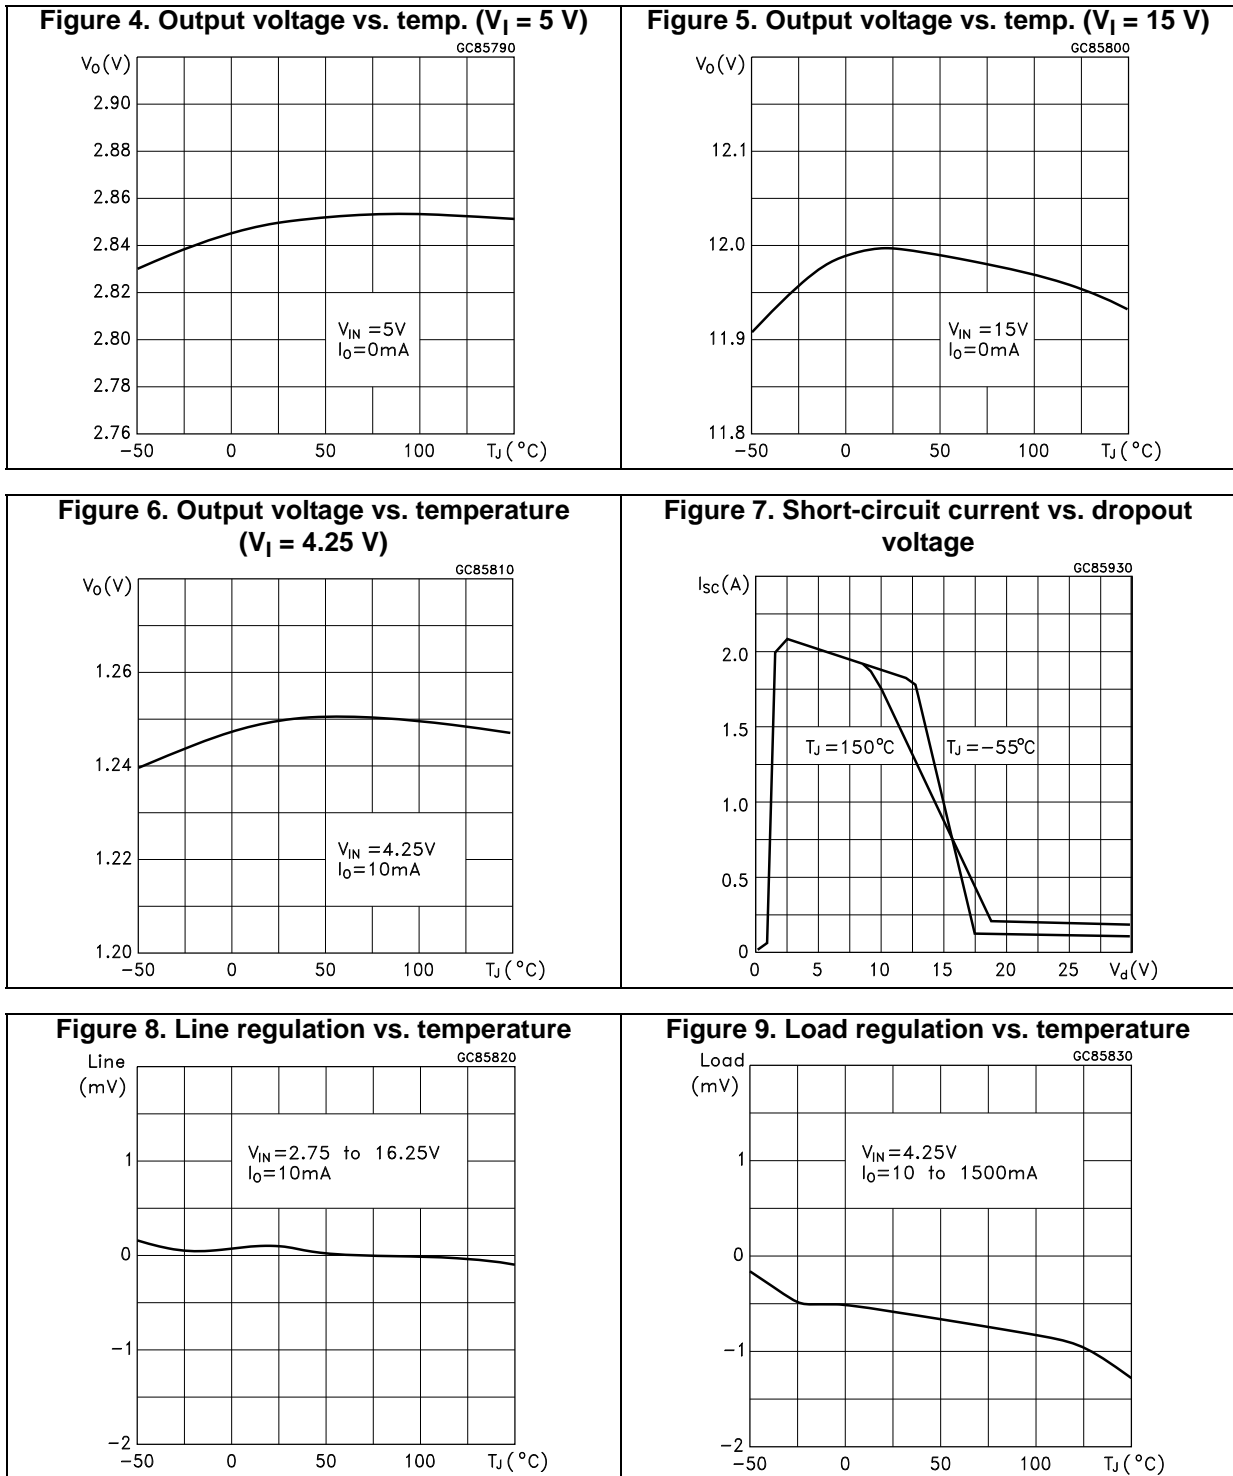 Figure 4. Output voltage vs. temp. (VI = 5 V)
GC85790
VO(V)
2.90
2.88
2.86
2.84
2.82
2.80
2.78
2.76
VIN =5V
IO=0mA
-50 0 50 100 TJ(°C)
Figure 5. Output voltage vs. temp. (VI = 15 V)
GC85800
VO(V)
12.1
12.0
11.9
11.8
VIN =15V
IO=0mA
-50 0 50 100 TJ(°C)
Figure 6. Output voltage vs. temperature
(VI = 4.25 V)
GC85810
VO(V)
1.26
1.24
1.22
1.20
VIN =4.25V
IO=10mA
-50 0 50 100 TJ(°C)
Figure 7. Short-circuit current vs. dropout
voltage
GC85930
ISC(A)
2.0
1.5
1.0
0.5
0
TJ=150°C TJ=-55°C
0 5 10 15 20 25 Vd(V)
Figure 8. Line regulation vs. temperature
GC85820
Line
(mV)
1
0
-1
-2
VIN=2.75 to 16.25V
IO=10mA
-50 0 50 100 TJ(°C)
Figure 9. Load regulation vs. temperature
GC85830
Load
(mV)
1
0
-1
-2
VIN=4.25V
IO=10 to 1500mA
-50 0 50 100 TJ(°C)